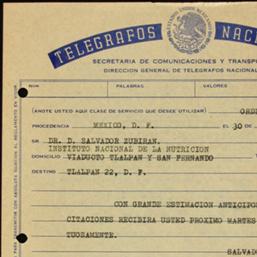 TELEGRAFOS NAC
SECRETARIA DE COMUNICACIONES Y TRANSP
DIRECCION GENERAL DE TELEGRAFOS NACIONAL
NUM. PALABRAS VALORES
(ANOTE USTED AQUI CLASE DE SERVICIO QUE DESEE UTILIZAR) ORD
PROCEDENCIA MEXICO, D. F. el 30 de
SR DR. D. SALVADOR ZUBIRAN.
INSTITUTO NACIONAL DE LA NUTRICION
DOMICILIO VIADUCTO TLALPAN Y SAN FERNANDO
DESTINO TLALPAN 22, D. F.
CON GRANDE ESTIMACION ANTICIPO
CITACIONES RECIBIRA USTED PROXIMO MARTES
TUOSAMENTE.
SALVADO